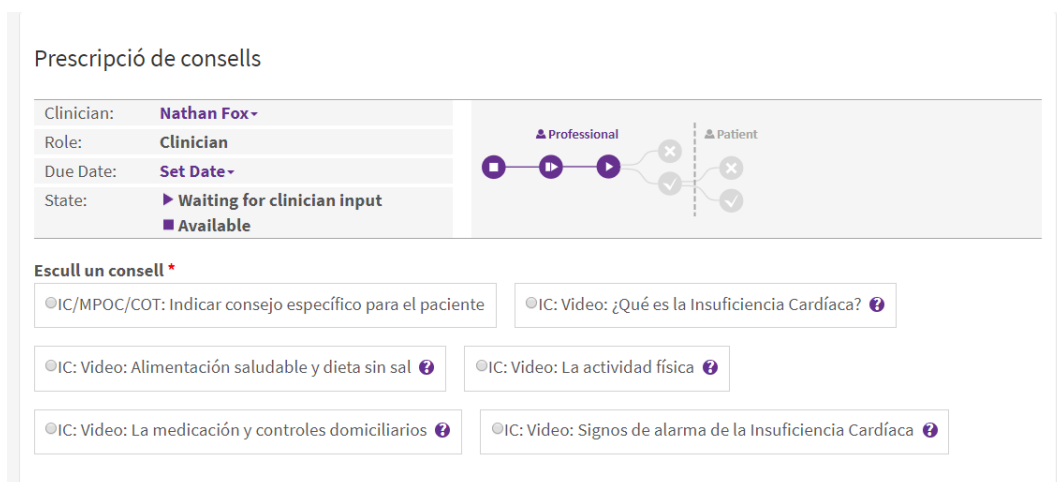 Prescripció de consells
Clinician: Nathan Fox
Role: Clinician
Due Date: Set Date
State: Waiting for clinician input
Available
Professional
Patient
Escull un consell *
IC/MPOC/COT: Indicar consejo específico para el paciente
IC: Video: ¿Qué es la Insuficiencia Cardíaca? ?
IC: Video: Alimentación saludable y dieta sin sal ?
IC: Video: La actividad física ?
IC: Video: La medicación y controles domiciliarios ?
IC: Video: Signos de alarma de la Insuficiencia Cardíaca ?